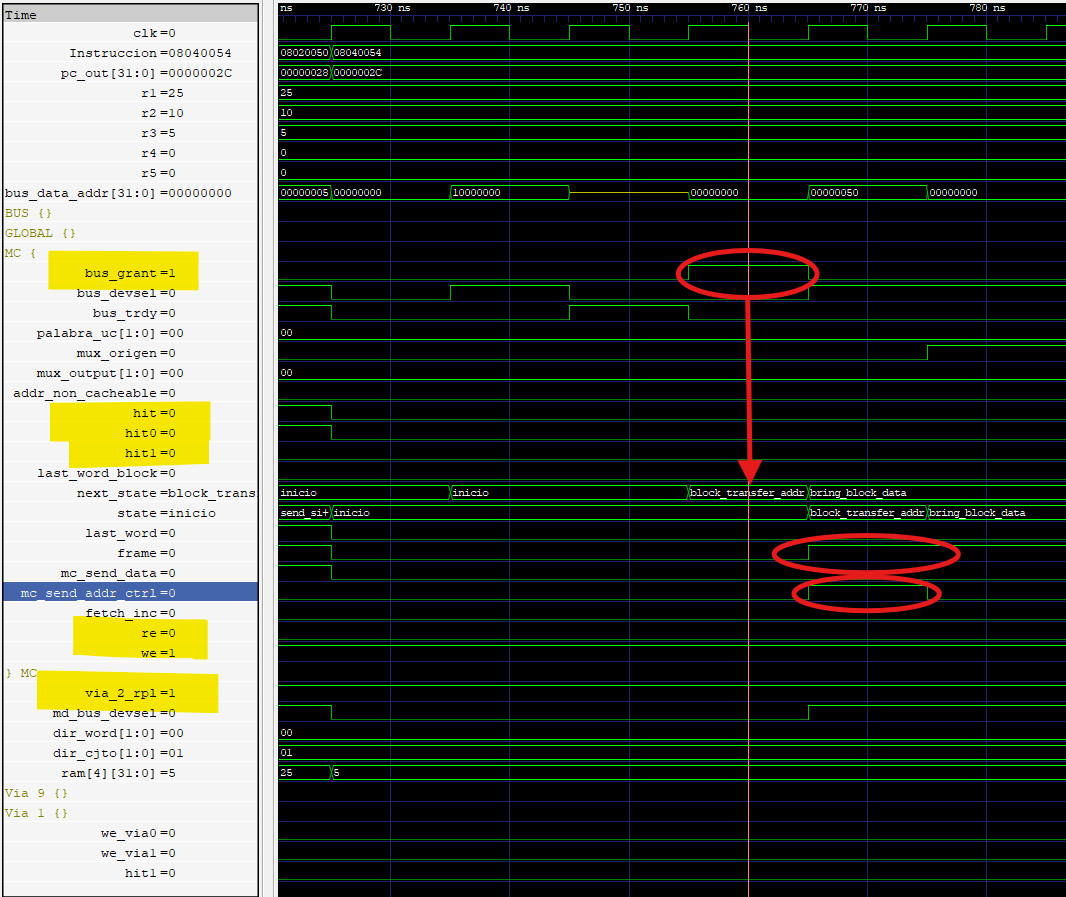 Time
ns 730 ns 740 ns 750 ns 760 ns 770 ns 780 ns
clk=0
Instruccion=08040054 08020050 08040054
pc_out[31:0]=0000002C 00000028 0000002C
r1=25 25
r2=10 10
r3=5 5
r4=0 0
r5=0 0
bus_data_addr[31:0]=00000000 00000005 00000000 10000000 00000000 00000050 00000000
BUS {}
GLOBAL {}
MC {
bus_grant=1
bus_devsel=0
bus_trdy=0
palabra_uc[1:0]=00 00
mux_origen=0
mux_output[1:0]=00 00
addr_non_cacheable=0
hit=0
hit0=0
hit1=0
last_word_block=0
next_state=block_trans inicio inicio block_transfer_addr bring_block_data
state=inicio send_si+ inicio block_transfer_addr bring_block_data
last_word=0
frame=0
mc_send_data=0
mc_send_addr_ctrl=0
fetch_inc=0
re=0
we=1
} MC
via_2_rpl=1
md_bus_devsel=0
dir_word[1:0]=00 00
dir_cjto[1:0]=01 01
ram[4][31:0]=5 25 5
Via 9 {}
Via 1 {}
we_via0=0
we_via1=0
hit1=0